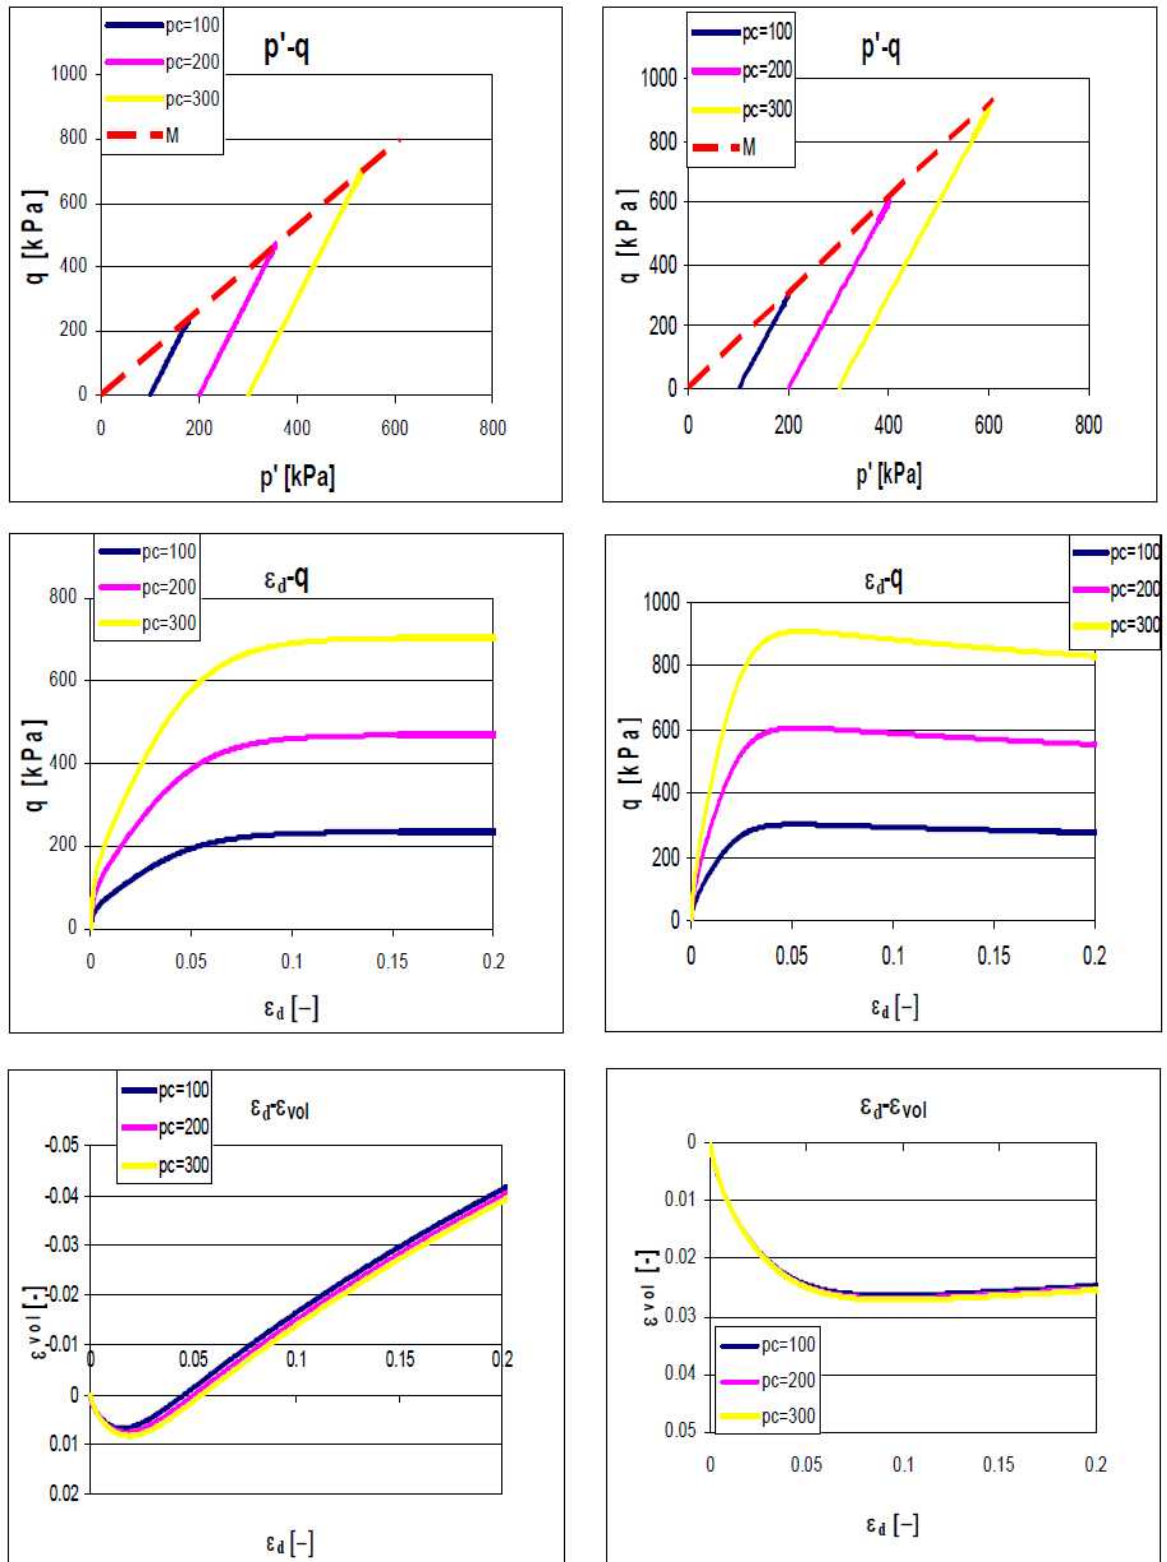 pc=100
pc=200
pc=300
M
p'-q
1000
800
600
400
200
0
q [kPa]
0 200 400 600 800
p' [kPa]
pc=100
pc=200
pc=300
M
p'-q
1000
800
600
400
200
0
q [kPa]
0 200 400 600 800
p' [kPa]
pc=100
pc=200
pc=300
εd-q
800
600
400
200
0
q [kPa]
0 0.05 0.1 0.15 0.2
εd [–]
pc=100
pc=200
pc=300
εd-q
1000
800
600
400
200
0
q [kPa]
0 0.05 0.1 0.15 0.2
εd [–]
pc=100
pc=200
pc=300
εd-εvol
-0.05
-0.04
-0.03
-0.02
-0.01
0
0.01
0.02
εvol [-]
0 0.05 0.1 0.15 0.2
εd [–]
εd-εvol
0
0.01
0.02
0.03
0.04
0.05
εvol [-]
pc=100
pc=200
pc=300
0 0.05 0.1 0.15 0.2
εd [–]